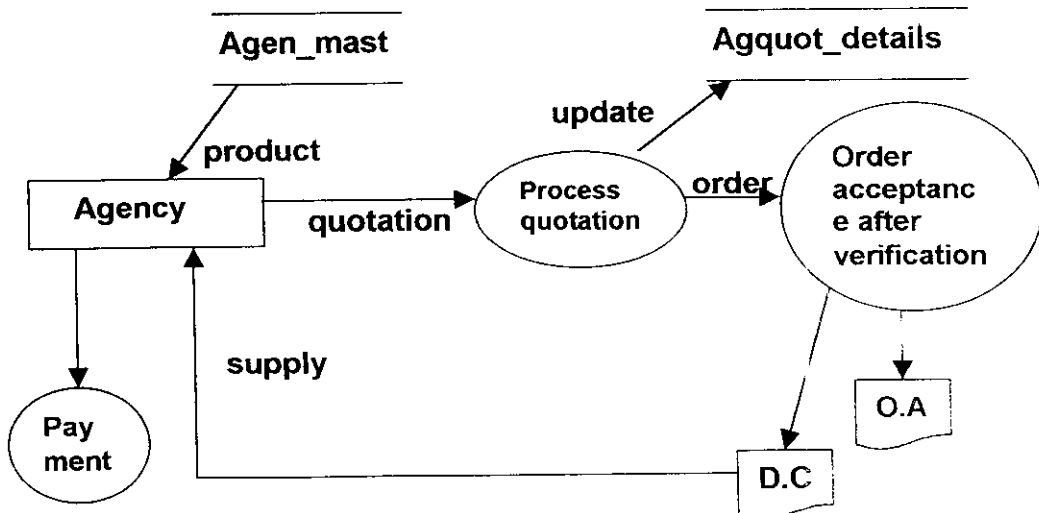 Agen_mast
Agquot_details
update
product
Agency
quotation
Process
quotation
order
Order
acceptanc
e after
verification
supply
O.A
Pay
ment
D.C